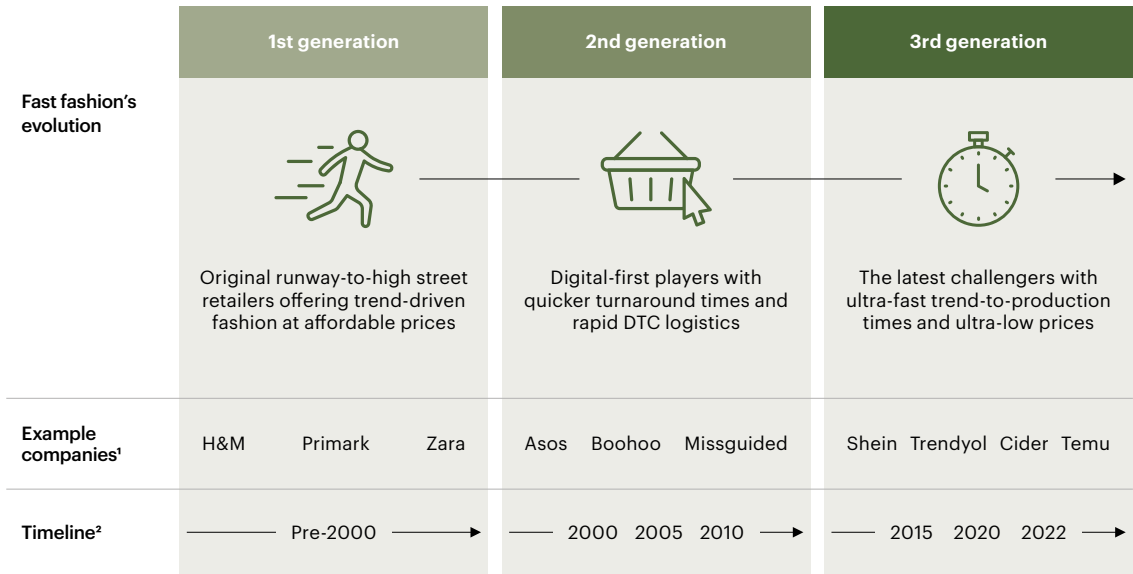 1st generation
2nd generation
3rd generation
Fast fashion's
evolution
Original runway-to-high street
retailers offering trend-driven
fashion at affordable prices
Digital-first players with
quicker turnaround times and
rapid DTC logistics
The latest challengers with
ultra-fast trend-to-production
times and ultra-low prices
Example
companies¹
H&M Primark Zara
Asos Boohoo Missguided
Shein Trendyol Cider Temu
Timeline²
Pre-2000
2000 2005 2010
2015 2020 2022